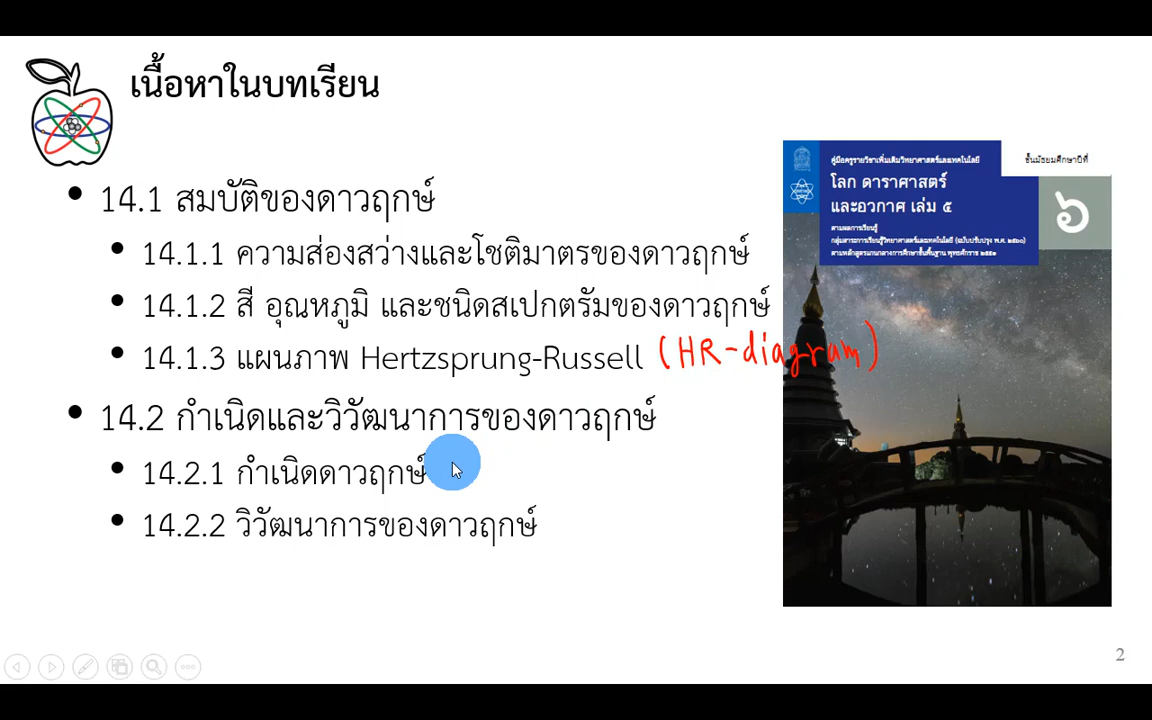 เนื้อหาในบทเรียน
14.1 สมบัติของดาวฤกษ์
14.1.1 ความส่องสว่างและโชติมาตรของดาวฤกษ์
14.1.2 สี อุณหภูมิ และชนิดสเปกตรัมของดาวฤกษ์
14.1.3 แผนภาพ Hertzsprung-Russell (HR-diagram)
14.2 กำเนิดและวิวัฒนาการของดาวฤกษ์
14.2.1 กำเนิดดาวฤกษ์
14.2.2 วิวัฒนาการของดาวฤกษ์
คู่มือครูรายวิชาเพิ่มเติมวิทยาศาสตร์และเทคโนโลยี
ชั้นมัธยมศึกษาปีที่
โลก ดาราศาสตร์
และอวกาศ เล่ม ๕
๖
ตามผลการเรียนรู้
กลุ่มสาระการเรียนรู้วิทยาศาสตร์และเทคโนโลยี (ฉบับปรับปรุง พ.ศ. ๒๕๖๐)
ตามหลักสูตรแกนกลางการศึกษาขั้นพื้นฐาน พุทธศักราช ๒๕๕๑
2